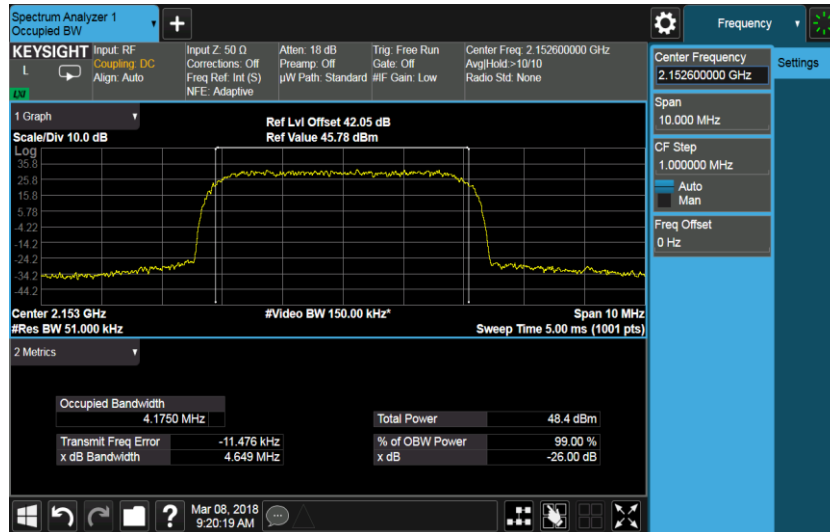 Spectrum Analyzer 1
Occupied BW
Frequency
KEYSIGHT
L
LXI
Input: RF
Coupling: DC
Align: Auto
Input Z: 50 Ω
Corrections: Off
Freq Ref: Int (S)
NFE: Adaptive
Atten: 18 dB
Preamp: Off
µW Path: Standard
Trig: Free Run
Gate: Off
#IF Gain: Low
Center Freq: 2.152600000 GHz
Avg|Hold:>10/10
Radio Std: None
Center Frequency
2.152600000 GHz
Settings
Span
10.000 MHz
CF Step
1.000000 MHz
Auto
Man
Freq Offset
0 Hz
1 Graph
Scale/Div 10.0 dB
Ref Lvl Offset 42.05 dB
Ref Value 45.78 dBm
Log
35.8
25.8
15.8
5.78
-4.22
-14.2
-24.2
-34.2
-44.2
Center 2.153 GHz
#Res BW 51.000 kHz
#Video BW 150.00 kHz*
Span 10 MHz
Sweep Time 5.00 ms (1001 pts)
2 Metrics
Occupied Bandwidth
4.1750 MHz
Total Power 48.4 dBm
Transmit Freq Error -11.476 kHz
% of OBW Power 99.00 %
x dB Bandwidth 4.649 MHz
x dB -26.00 dB
?
Mar 08, 2018
9:20:19 AM